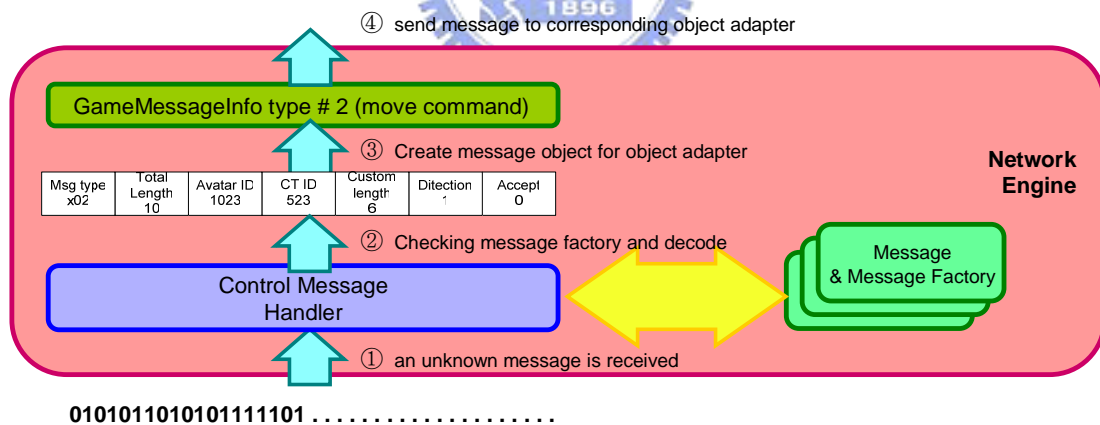 1896
④ send message to corresponding object adapter
GameMessageInfo type # 2 (move command)
③ Create message object for object adapter
Network
Engine
Msg type
x02
Total
Length
10
Avatar ID
1023
CT ID
523
Custom
length
6
Ditection
1
Accept
0
② Checking message factory and decode
Message
& Message Factory
Control Message
Handler
① an unknown message is received
0101011010101111101 . . . . . . . . . . . . . . . . . . . .